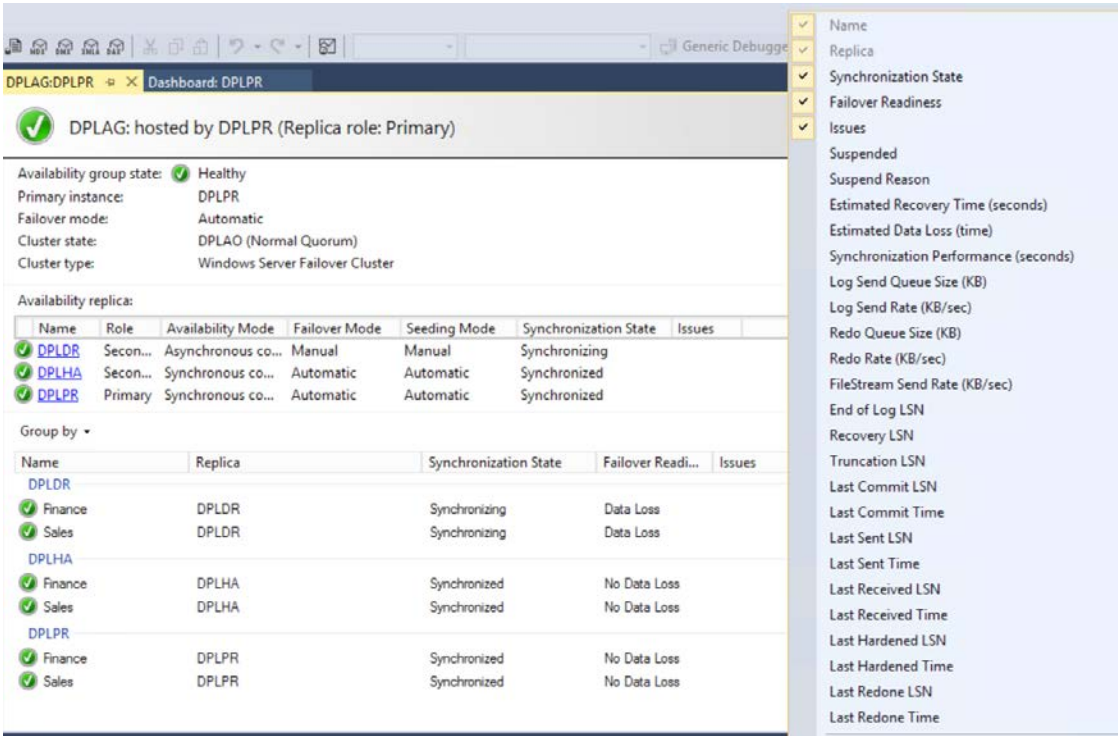 MDX DMX XMLA DAX
Generic Debugge
DPLAG:DPLPR Dashboard: DPLPR
DPLAG: hosted by DPLPR (Replica role: Primary)
Availability group state: Healthy
Primary instance: DPLPR
Failover mode: Automatic
Cluster state: DPLAO (Normal Quorum)
Cluster type: Windows Server Failover Cluster
Availability replica:
Name Role Availability Mode Failover Mode Seeding Mode Synchronization State Issues
DPLDR Secon... Asynchronous co... Manual Manual Synchronizing
DPLHA Secon... Synchronous co... Automatic Automatic Synchronized
DPLPR Primary Synchronous co... Automatic Automatic Synchronized
Group by
Name Replica Synchronization State Failover Readi... Issues
DPLDR
Finance DPLDR Synchronizing Data Loss
Sales DPLDR Synchronizing Data Loss
DPLHA
Finance DPLHA Synchronized No Data Loss
Sales DPLHA Synchronized No Data Loss
DPLPR
Finance DPLPR Synchronized No Data Loss
Sales DPLPR Synchronized No Data Loss
Name
Replica
Synchronization State
Failover Readiness
Issues
Suspended
Suspend Reason
Estimated Recovery Time (seconds)
Estimated Data Loss (time)
Synchronization Performance (seconds)
Log Send Queue Size (KB)
Log Send Rate (KB/sec)
Redo Queue Size (KB)
Redo Rate (KB/sec)
FileStream Send Rate (KB/sec)
End of Log LSN
Recovery LSN
Truncation LSN
Last Commit LSN
Last Commit Time
Last Sent LSN
Last Sent Time
Last Received LSN
Last Received Time
Last Hardened LSN
Last Hardened Time
Last Redone LSN
Last Redone Time